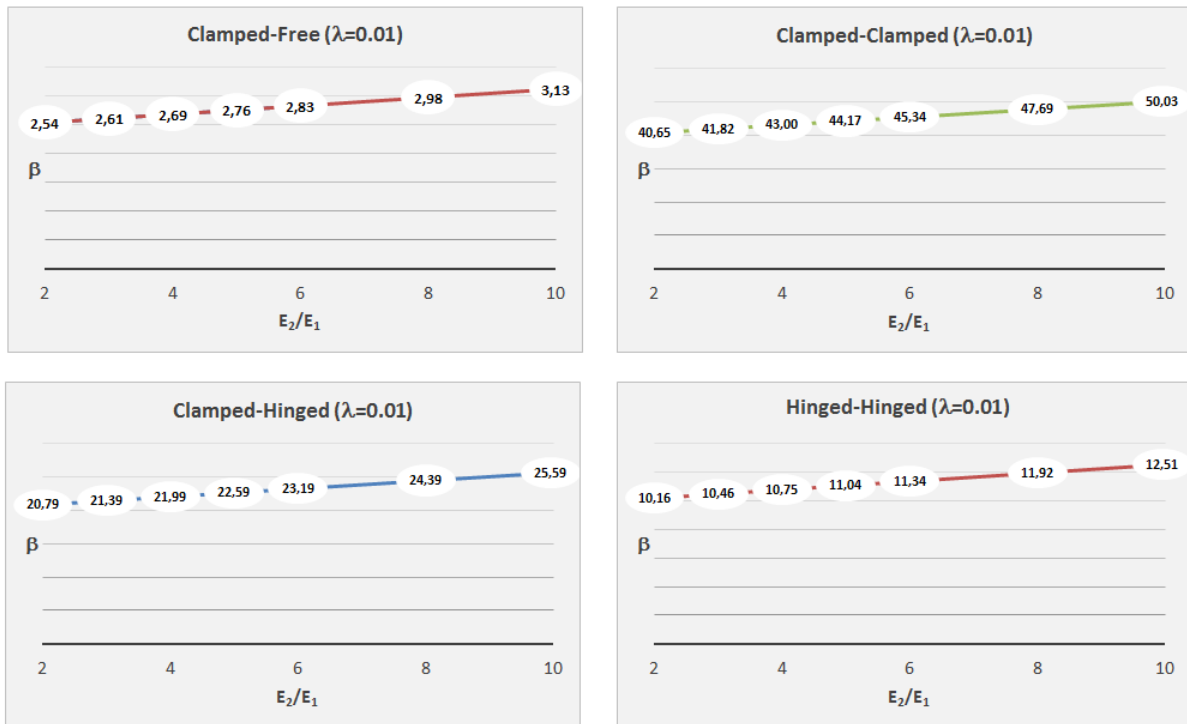 Clamped-Free (λ=0.01)
2,54 2,61 2,69 2,76 2,83 2,98 3,13
β
2 4 6 8 10
E₂/E₁
Clamped-Clamped (λ=0.01)
40,65 41,82 43,00 44,17 45,34 47,69 50,03
β
2 4 6 8 10
E₂/E₁
Clamped-Hinged (λ=0.01)
20,79 21,39 21,99 22,59 23,19 24,39 25,59
β
2 4 6 8 10
E₂/E₁
Hinged-Hinged (λ=0.01)
10,16 10,46 10,75 11,04 11,34 11,92 12,51
β
2 4 6 8 10
E₂/E₁